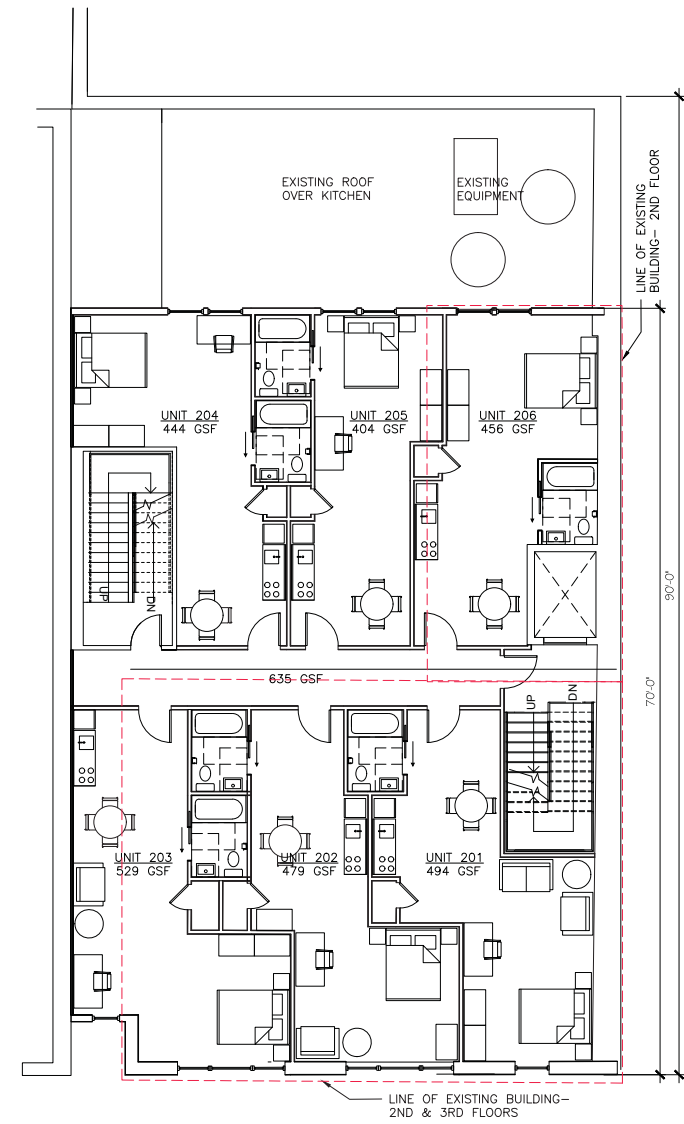 EXISTING ROOF
OVER KITCHEN
EXISTING
EQUIPMENT
LINE OF EXISTING
BUILDING– 2ND FLOOR
UNIT 204
444 GSF
UNIT 205
404 GSF
UNIT 206
456 GSF
UP
DN
90'-0"
635 GSF
70'-0"
UP
DN
UNIT 203
529 GSF
UNIT 202
479 GSF
UNIT 201
494 GSF
LINE OF EXISTING BUILDING–
2ND & 3RD FLOORS